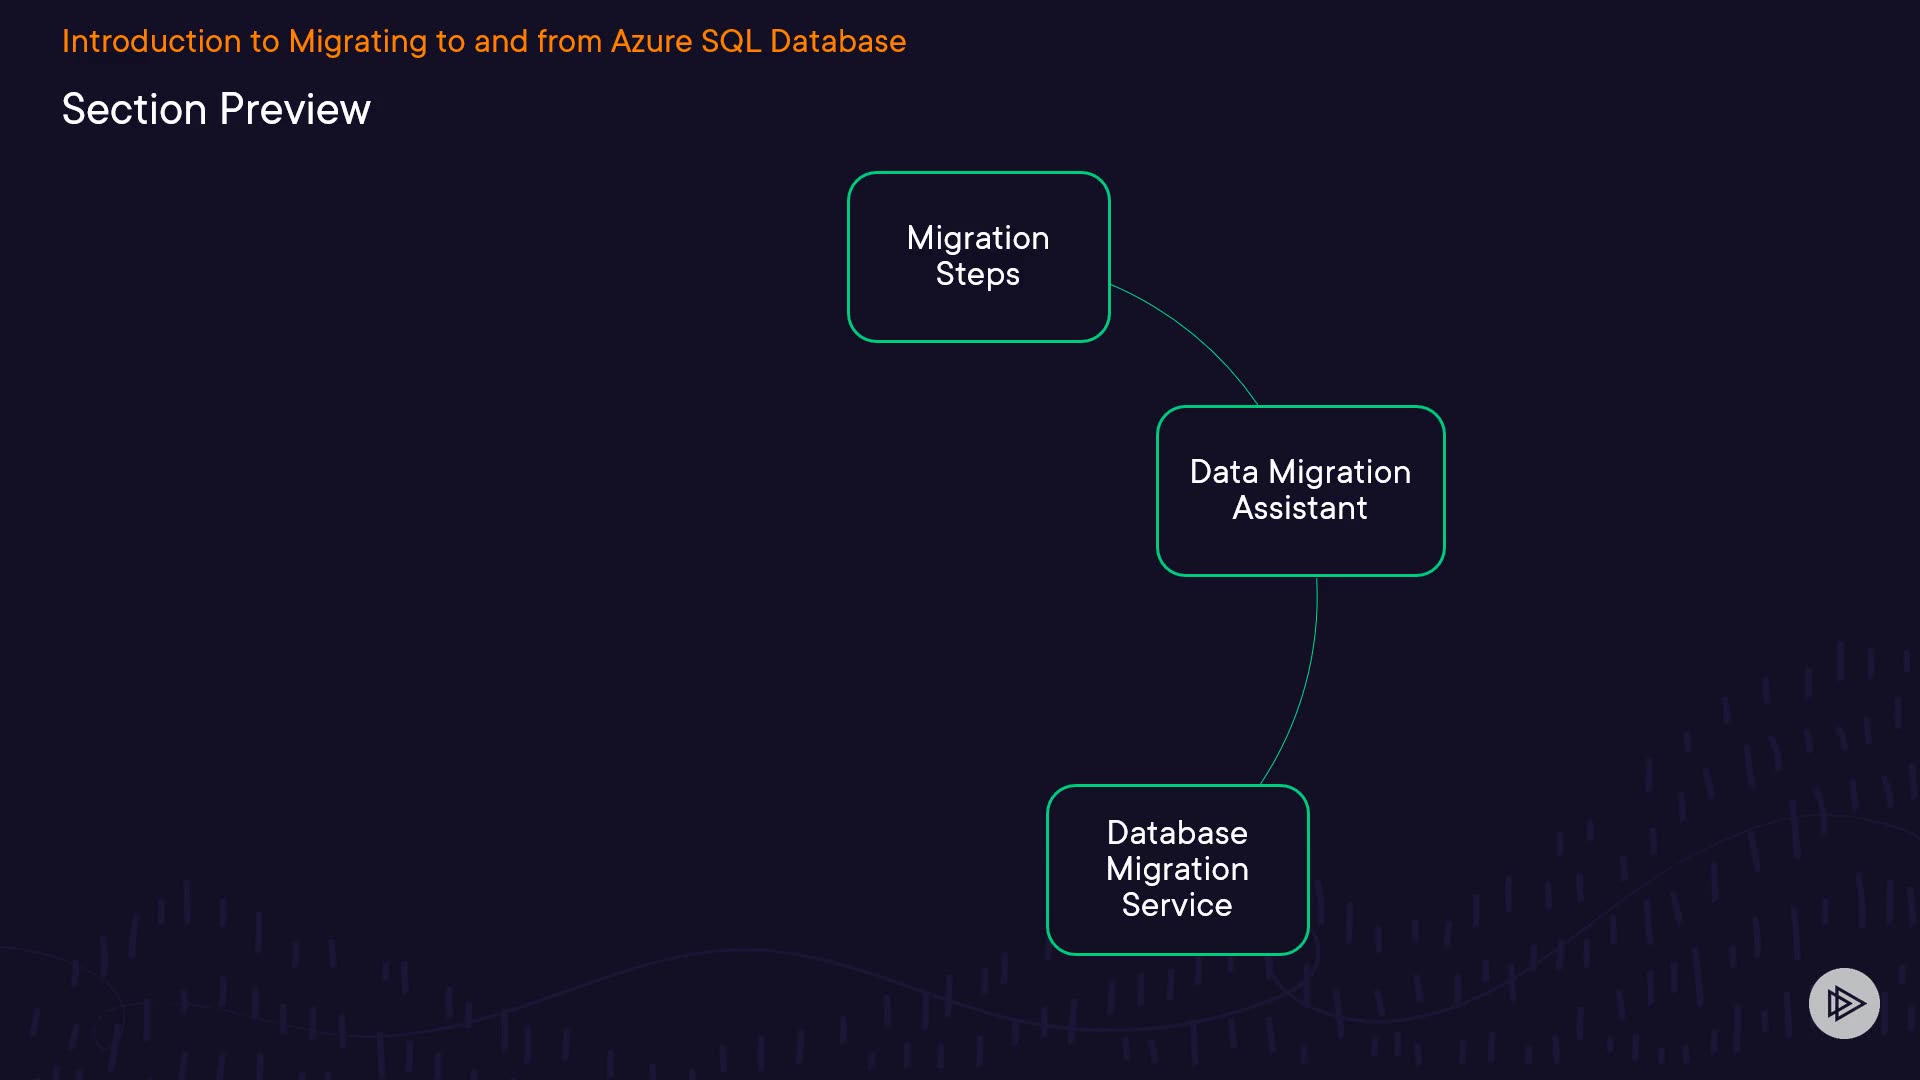 Introduction to Migrating to and from Azure SQL Database
Section Preview
Migration
Steps
Data Migration
Assistant
Database
Migration
Service